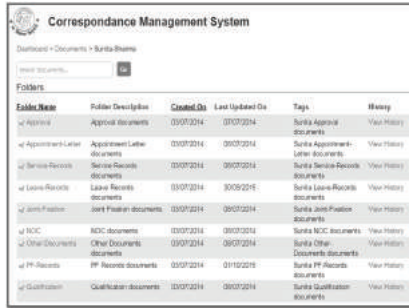 Correspondance Management System
Dashboard > Documents > Sunita-Sharma
Go
Folders
Folder Name Folder Description Created On Last Updated On Tags History
Approval Approval documents 03/07/2014 07/07/2014 Sunita Approval documents View History
Appointment-Letter Appointment Letter documents 03/07/2014 08/07/2014 Sunita Appointment-Letter documents View History
Service-Records Service Records documents 03/07/2014 08/07/2014 Sunita Service-Records documents View History
Leave-Records Leave Records documents 03/07/2014 30/09/2015 Sunita Leave-Records documents View History
Joint-Fixation Joint Fixation documents 03/07/2014 08/07/2014 Sunita Joint-Fixation documents View History
NOC NOC documents 03/07/2014 08/07/2014 Sunita NOC documents View History
Other-Documents Other Documents documents 03/07/2014 08/07/2014 Sunita Other-Documents documents View History
PF-Records PF Records documents 03/07/2014 01/10/2015 Sunita PF-Records documents View History
Qualification Qualification documents 03/07/2014 08/07/2014 Sunita Qualification documents View History